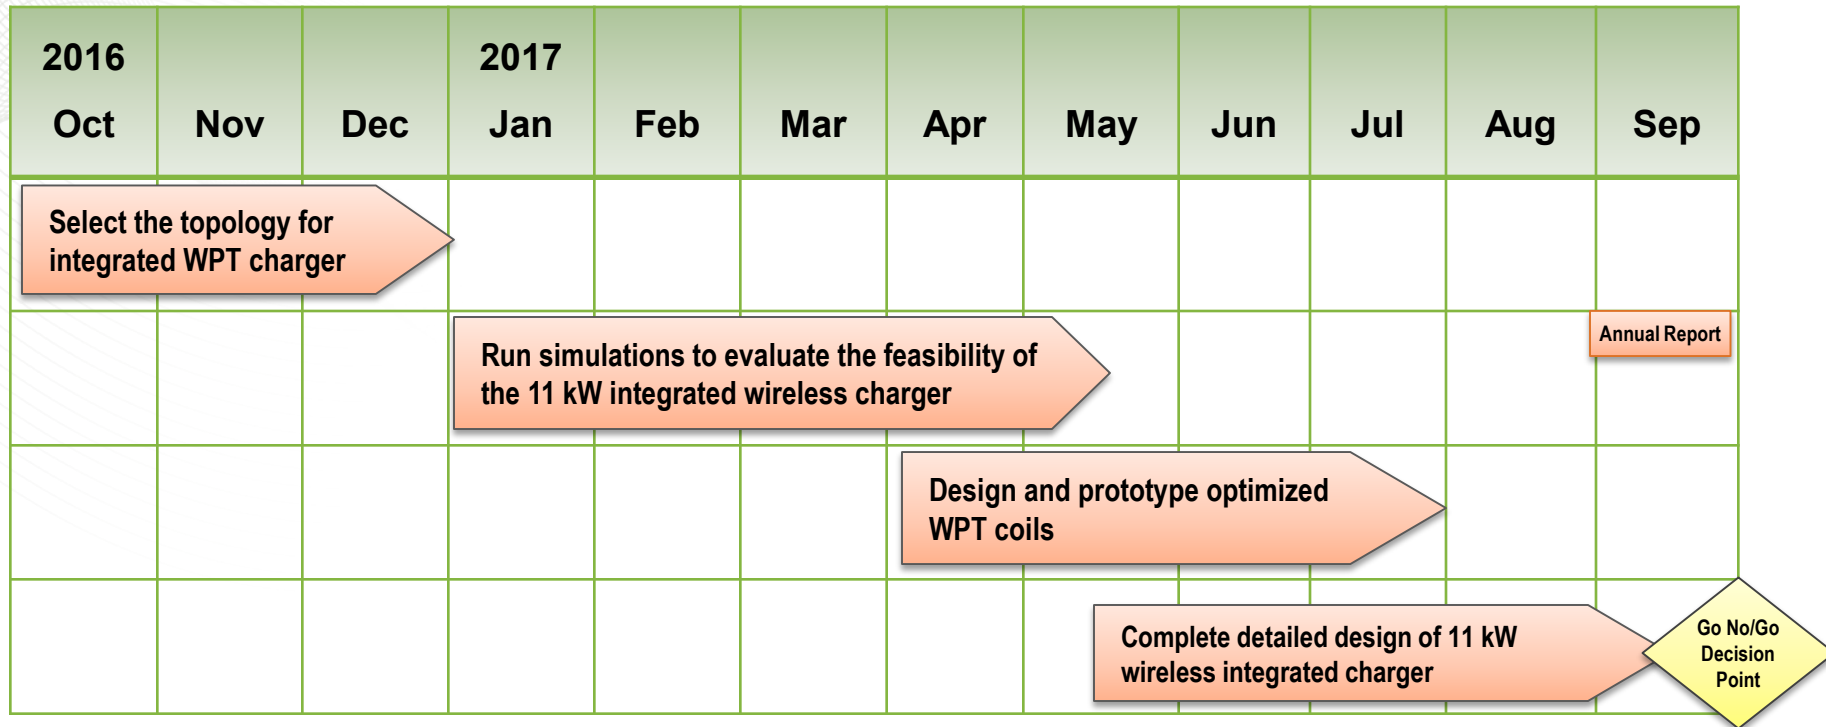 2016
Oct
Nov
Dec
2017
Jan
Feb
Mar
Apr
May
Jun
Jul
Aug
Sep
Select the topology for
integrated WPT charger
Run simulations to evaluate the feasibility of
the 11 kW integrated wireless charger
Annual Report
Design and prototype optimized
WPT coils
Complete detailed design of 11 kW
wireless integrated charger
Go No/Go
Decision
Point